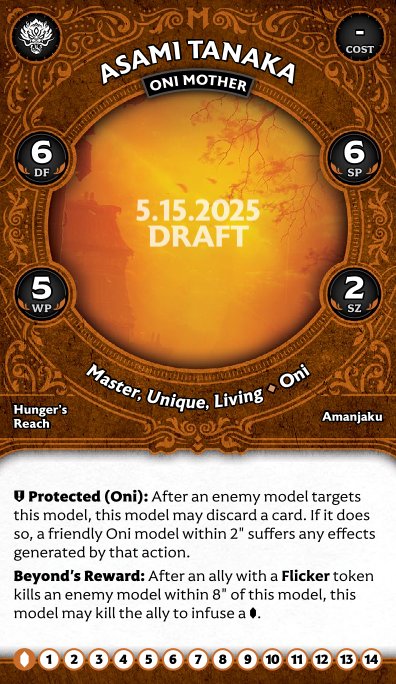 -
COST
ASAMI TANAKA
ONI MOTHER
6
DF
6
SP
5.15.2025
DRAFT
5
WP
2
SZ
Master, Unique, Living ♦ Oni
Hunger's
Reach
Amanjaku
Protected (Oni): After an enemy model targets
this model, this model may discard a card. If it does
so, a friendly Oni model within 2" suffers any effects
generated by that action.
Beyond's Reward: After an ally with a Flicker token
kills an enemy model within 8" of this model, this
model may kill the ally to infuse a .
1 2 3 4 5 6 7 8 9 10 11 12 13 14